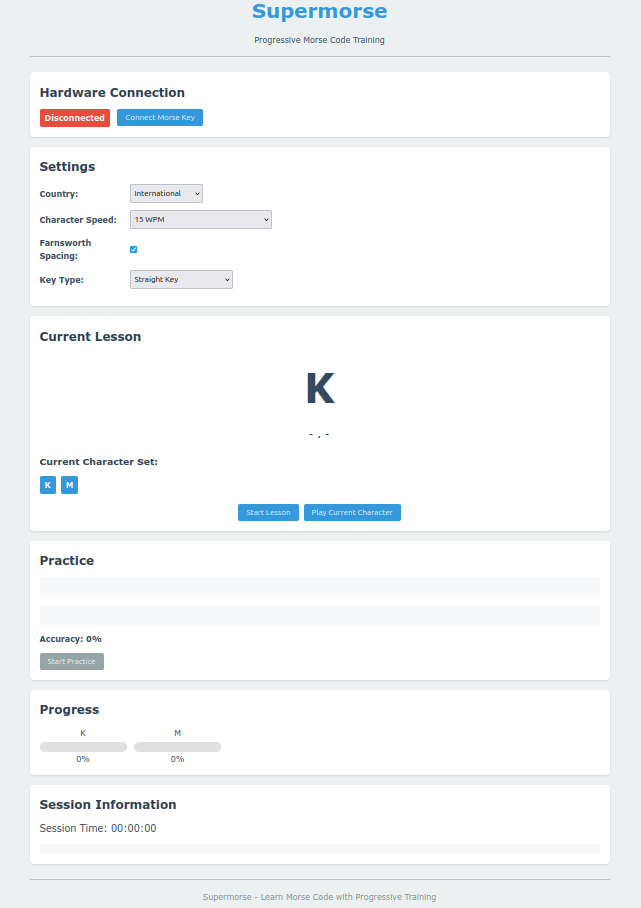 Supermorse
Progressive Morse Code Training
Hardware Connection
Disconnected Connect Morse Key
Settings
Country: International
Character Speed: 15 WPM
Farnsworth
Spacing:
Key Type: Straight Key
Current Lesson
K
- . -
Current Character Set:
K M
Start Lesson Play Current Character
Practice
Accuracy: 0%
Start Practice
Progress
K M
0% 0%
Session Information
Session Time: 00:00:00
Supermorse - Learn Morse Code with Progressive Training